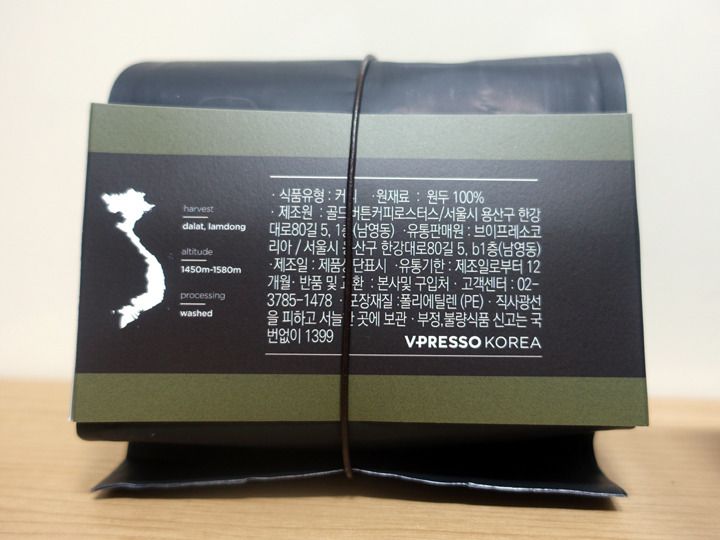 harvest
dalat, lamdong
altitude
1450m-1580m
processing
washed
· 식품유형 : 커피 · 원재료 : 원두 100%
· 제조원 : 골드커트커피로스터스/서울시 용산구 한강
대로80길 5, 1층(남영동) · 유통판매원 : 브이프레소코
리아 / 서울시 용산구 한강대로80길 5, b1층(남영동)
· 제조일 : 제품상단표시 · 유통기한 : 제조일로부터 12
개월· 반품 및 교환 : 본사및 구입처 · 고객센터 : 02-
3785-1478 · 포장재질 :폴리에틸렌 (PE) · 직사광선
을 피하고 서늘한 곳에 보관 · 부정,불량식품 신고는 국
번없이 1399
V-PRESSO KOREA